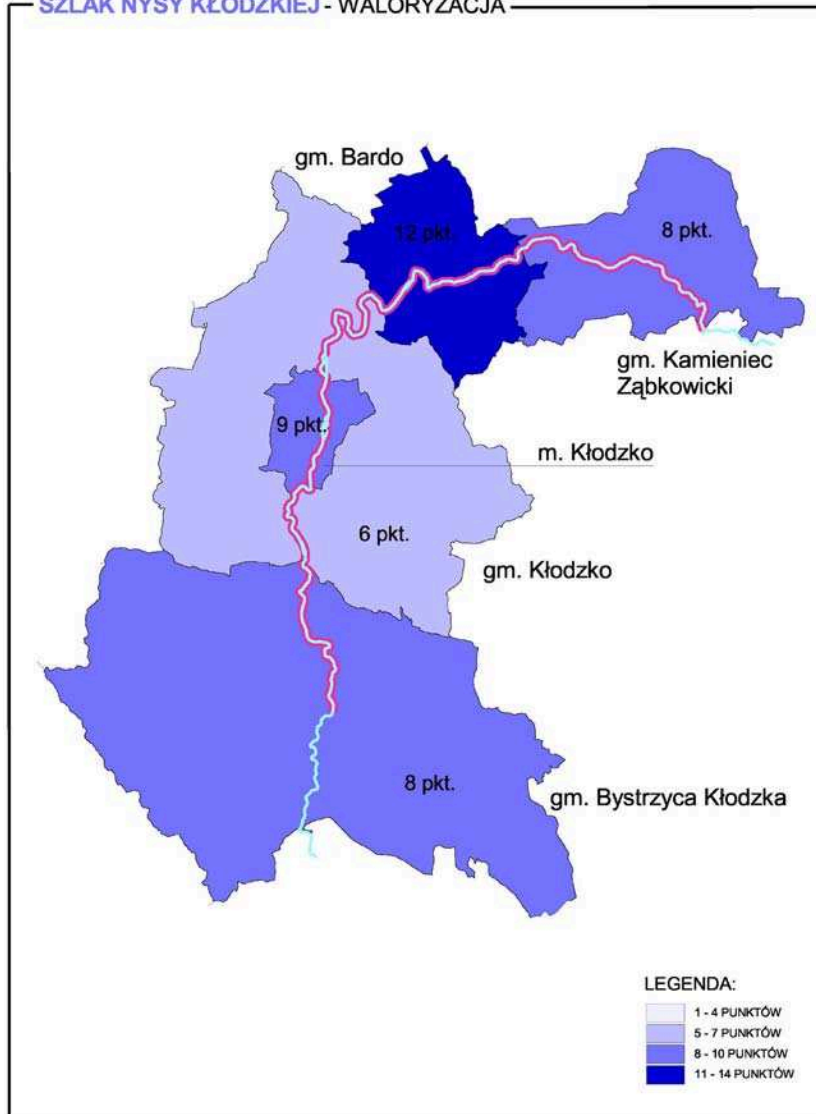 SZLAK NYSY KŁODZKIEJ - WALORYZACJA
gm. Bardo
12 pkt.
8 pkt.
gm. Kamieniec
Ząbkowicki
9 pkt.
m. Kłodzko
6 pkt.
gm. Kłodzko
8 pkt.
gm. Bystrzyca Kłodzka
LEGENDA:
1 - 4 PUNKTÓW
5 - 7 PUNKTÓW
8 - 10 PUNKTÓW
11 - 14 PUNKTÓW